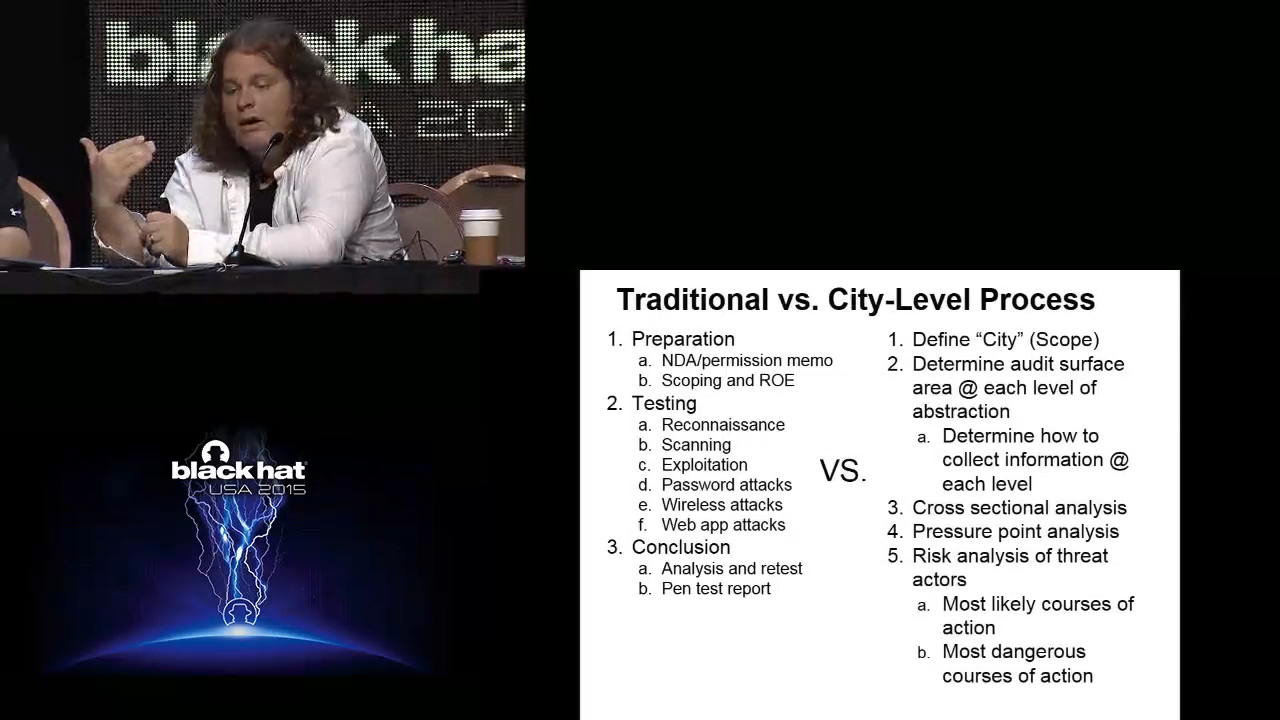 black ha
USA 201
Traditional vs. City-Level Process
1. Preparation
a. NDA/permission memo
b. Scoping and ROE
2. Testing
a. Reconnaissance
b. Scanning
c. Exploitation
d. Password attacks
e. Wireless attacks
f. Web app attacks
3. Conclusion
a. Analysis and retest
b. Pen test report
VS.
1. Define “City” (Scope)
2. Determine audit surface
area @ each level of
abstraction
a. Determine how to
collect information @
each level
3. Cross sectional analysis
4. Pressure point analysis
5. Risk analysis of threat
actors
a. Most likely courses of
action
b. Most dangerous
courses of action
black hat
USA 2015